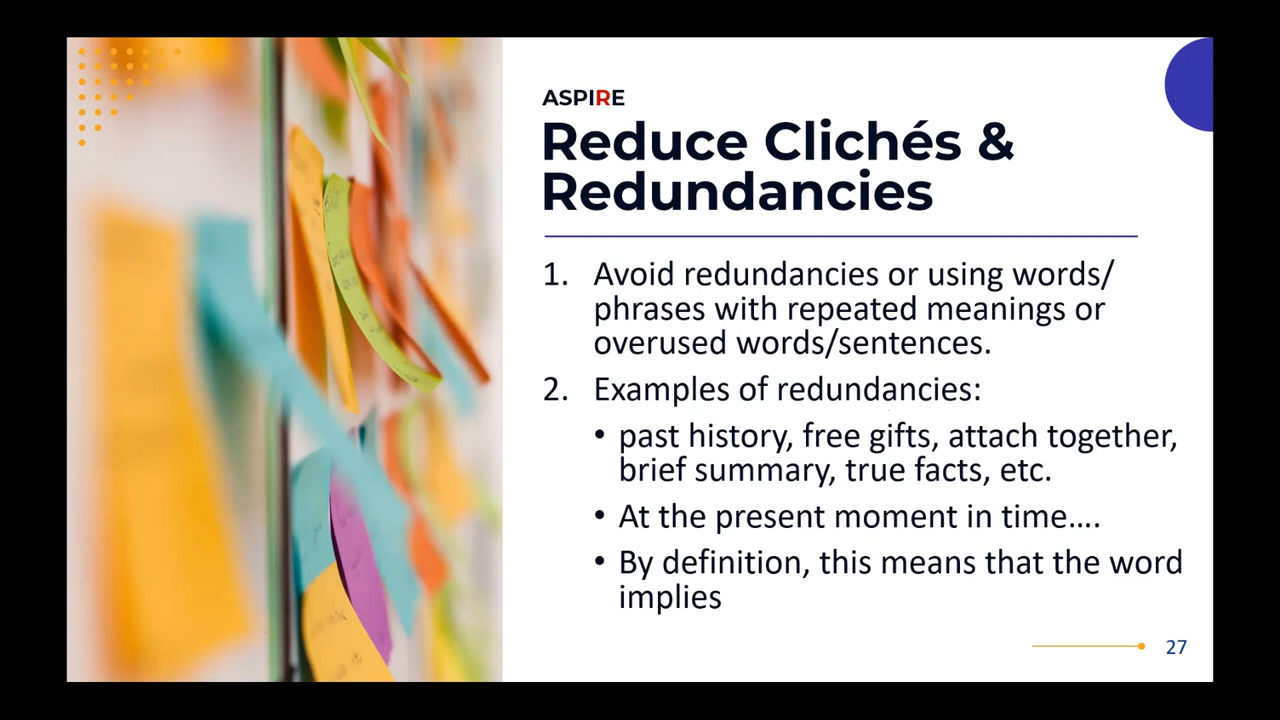 ASPIRE
Reduce Clichés &
Redundancies
1. Avoid redundancies or using words/
phrases with repeated meanings or
overused words/sentences.
2. Examples of redundancies:
• past history, free gifts, attach together,
brief summary, true facts, etc.
• At the present moment in time....
• By definition, this means that the word
implies
27